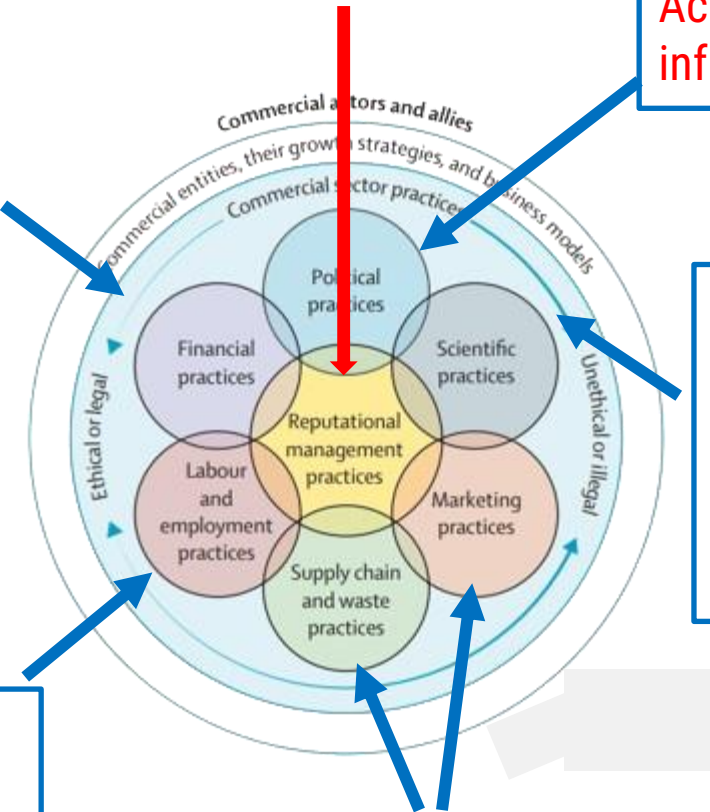 Commercial actors and allies
Commercial entities, their growth strategies, and business models
Commercial sector practices
Political
practices
Financial
practices
Scientific
practices
Reputational
management
practices
Labour
and
employment
practices
Marketing
practices
Supply chain
and waste
practices
Ethical or legal
Unethical or illegal